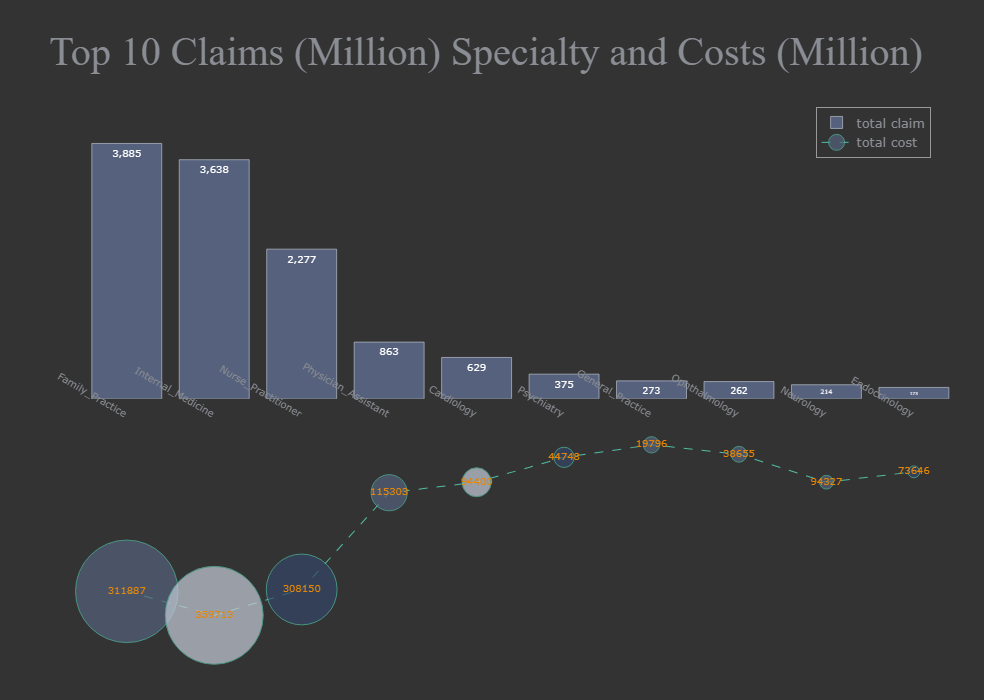 Top 10 Claims (Million) Specialty and Costs (Million)
total claim
total cost
3,885
3,638
2,277
863
629
375
273
262
214
Family_Practice
Internal_Medicine
Nurse_Practitioner
Physician_Assistant
Cardiology
Psychiatry
General_Practice
Ophthalmology
Neurology
Endocrinology
19796
44748
38655
73646
94327
115303
311887
308150